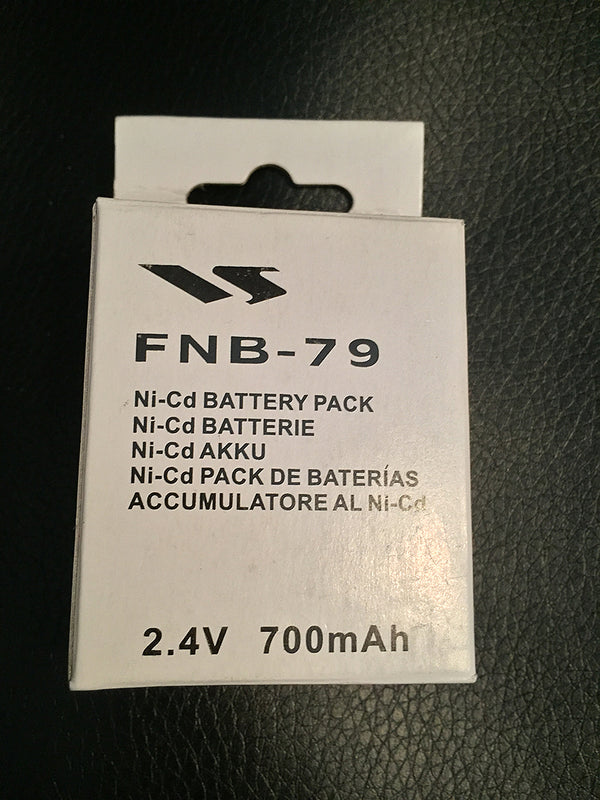 VS
FNB-79
Ni-Cd BATTERY PACK
Ni-Cd BATTERIE
Ni-Cd AKKU
Ni-Cd PACK DE BATERÍAS
ACCUMULATORE AL Ni-Cd
2.4V 700mAh